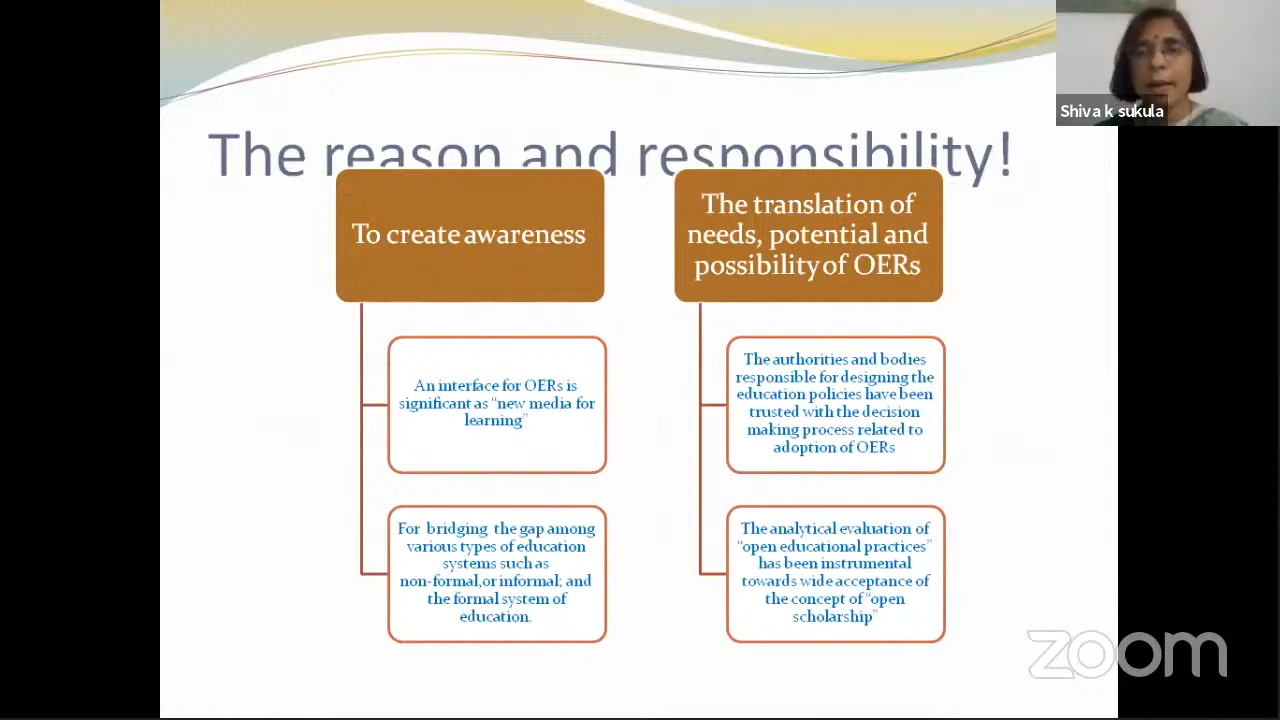 Shiva k sukula
The reason and responsibility!
To create awareness
An interface for OERs is
significant as “new media for
learning”
For bridging the gap among
various types of education
systems such as
non-formal,or informal; and
the formal system of
education.
The translation of
needs, potential and
possibility of OERs
The authorities and bodies
responsible for designing the
education policies have been
trusted with the decision
making process related to
adoption of OERs
The analytical evaluation of
“open educational practices”
has been instrumental
towards wide acceptance of
the concept of “open
scholarship”
zoom